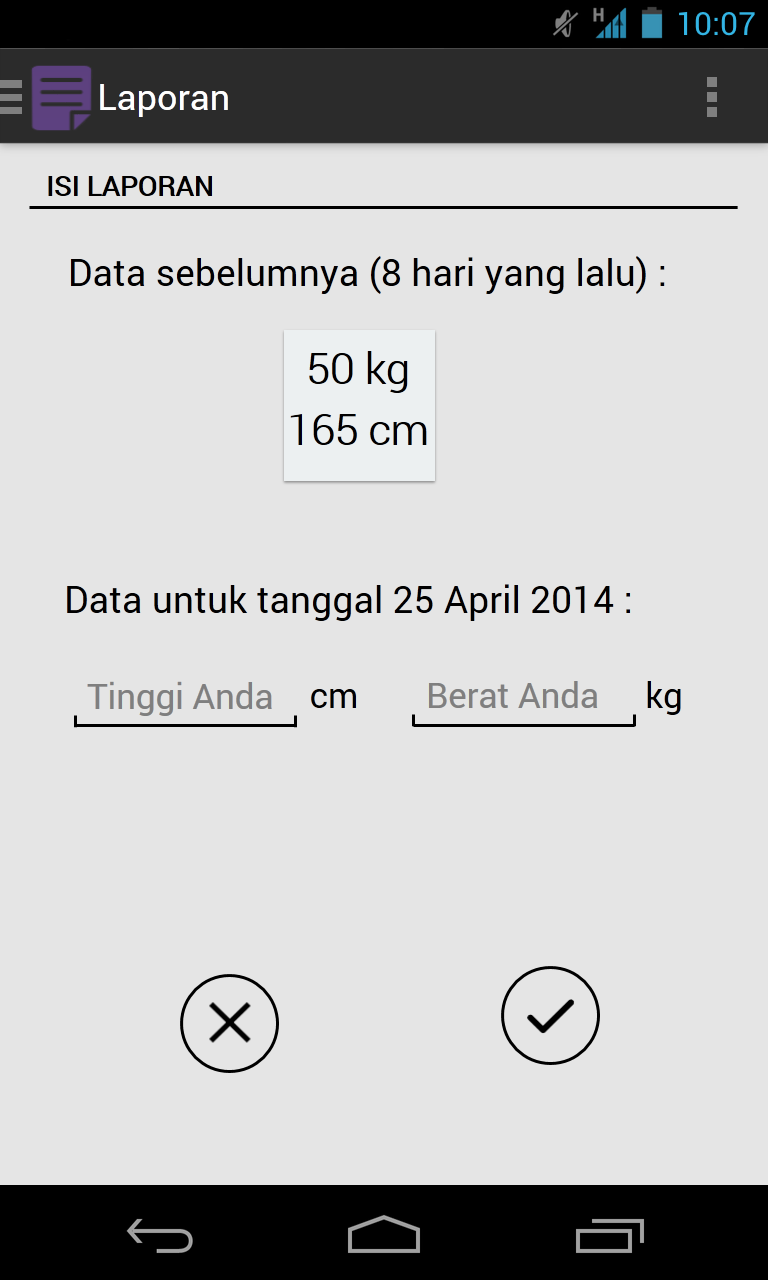 H 10:07
Laporan
ISI LAPORAN
Data sebelumnya (8 hari yang lalu) :
50 kg
165 cm
Data untuk tanggal 25 April 2014 :
Tinggi Anda cm Berat Anda kg